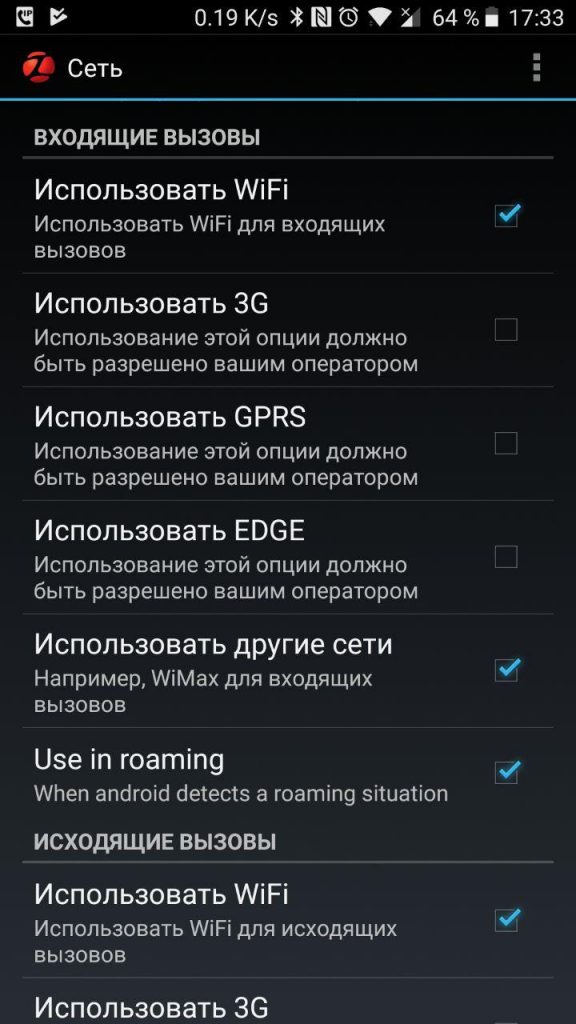 0.19 K/s 64 % 17:33
Сеть
ВХОДЯЩИЕ ВЫЗОВЫ
Использовать WiFi
Использовать WiFi для входящих
вызовов
Использовать 3G
Использование этой опции должно
быть разрешено вашим оператором
Использовать GPRS
Использование этой опции должно
быть разрешено вашим оператором
Использовать EDGE
Использование этой опции должно
быть разрешено вашим оператором
Использовать другие сети
Например, WiMax для входящих
вызовов
Use in roaming
When android detects a roaming situation
ИСХОДЯЩИЕ ВЫЗОВЫ
Использовать WiFi
Использовать WiFi для исходящих
вызовов
Использовать 3G